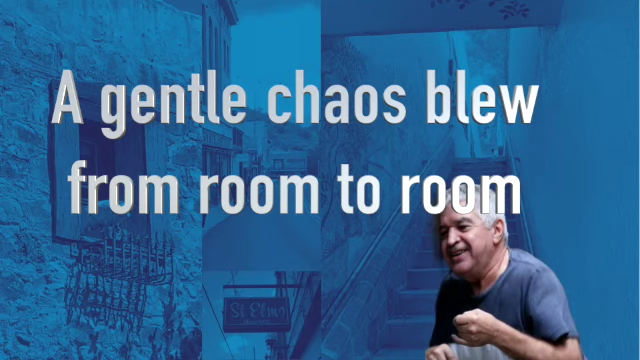 A gentle chaos blew
from room to room
St Elmo